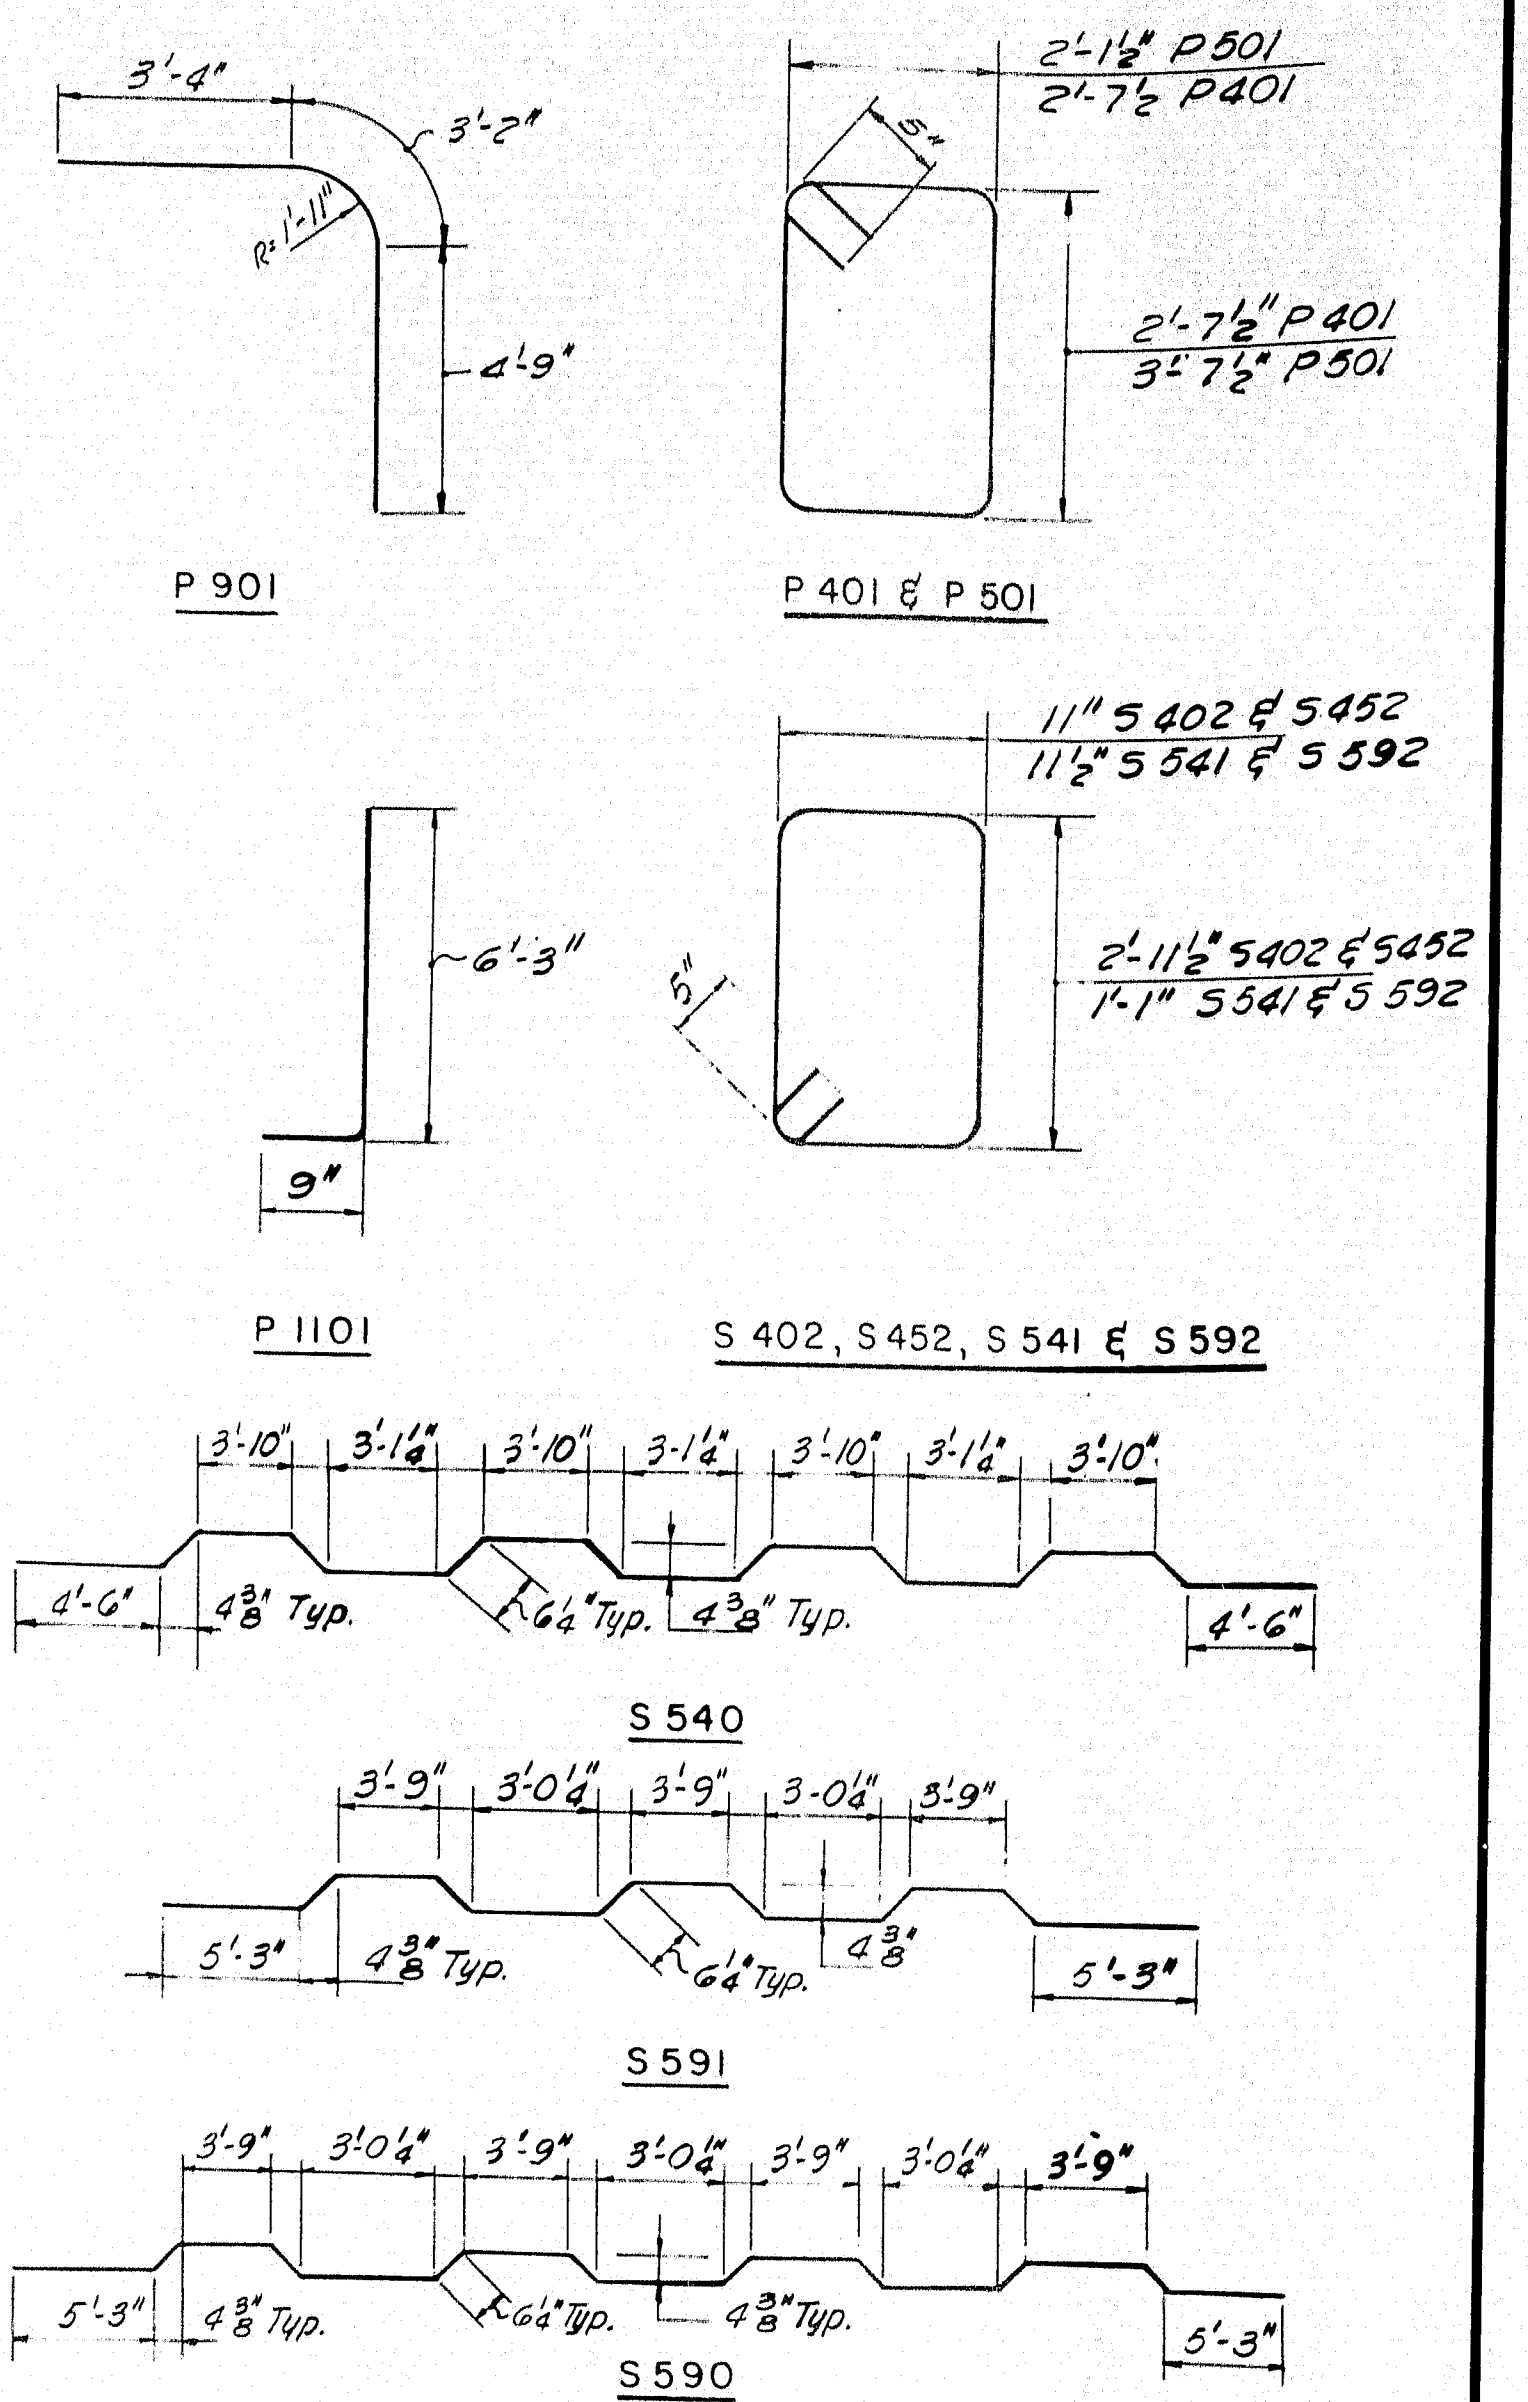 3'-4"
3'-2"
R= 1'-11"
4'-9"
P 901
2'-1½" P501
2'-7½ P401
5"
2'-7½" P401
3'-7½" P501
P 401 & P 501
6'-3"
9"
P 1101
11" S 402 & S 452
11½" S 541 & S 592
2'-11½" S402 & S452
1'-1" S541 & S 592
5"
S 402, S 452, S 541 & S 592
3'-10" 3'-1¼" 3'-10" 3-1¼" 3'-10" 3'-1¼" 3'-10"
4'-6" 4⅜" Typ. 6¼" Typ. 4⅜" Typ. 4'-6"
S 540
3'-9" 3'-0¼" 3'-9" 3-0¼" 3'-9"
5'-3" 4⅜" Typ. 6¼" Typ. 4⅜" 5'-3"
S 591
3'-9" 3'-0¼" 3'-9" 3'-0¼" 3'-9" 3'-0¼" 3'-9"
5'-3" 4⅜" Typ. 6¼" Typ. 4⅜" Typ. 5'-3"
S 590